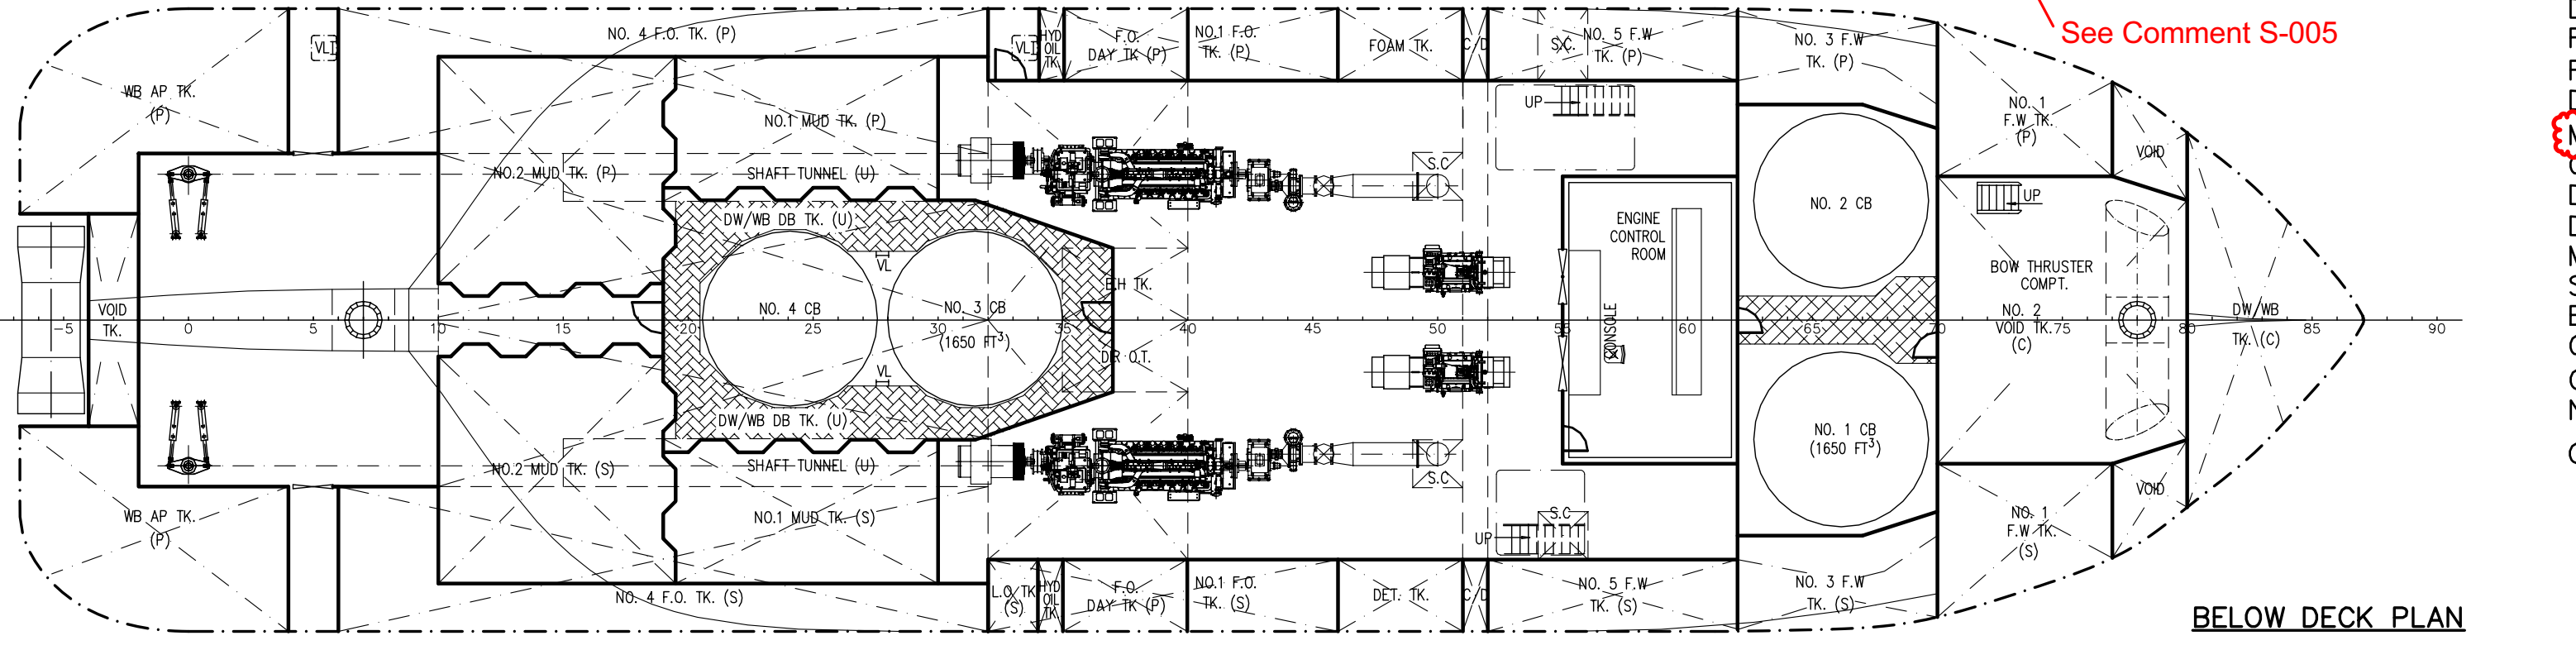 See Comment S-005
NO. 4 F.O. TK. (P)
VLT
VLT
HYD
OIL
TK
F.O.
DAY TK (P)
NO.1 F.O.
TK. (P)
FOAM TK.
C/D
S.C.
NO. 5 F.W
TK. (P)
NO. 3 F.W
TK. (P)
WB AP TK.
(P)
NO. 1
F.W TK.
(P)
VOID
UP
NO.1 MUD TK. (P)
NO.2 MUD TK. (P)
SHAFT TUNNEL (U)
S.C
UP
NO. 2 CB
DW/WB DB TK. (U)
VL
ENGINE
CONTROL
ROOM
CONSOLE
BOW THRUSTER
COMPT.
NO. 2
VOID TK.
(C)
VOID
TK.
NO. 4 CB
NO. 3 CB
(1650 FT³)
B.H TK.
DR O.T.
DW/WB
TK. (C)
-5 0 5 10 15 20 25 30 35 40 45 50 55 60 65 70 75 80 85 90
VL
DW/WB DB TK. (U)
NO. 1 CB
(1650 FT³)
SHAFT TUNNEL (U)
NO.2 MUD TK. (S)
NO.1 MUD TK. (S)
S.C
S.C
UP
VOID
WB AP TK.
(P)
NO. 1
F.W TK.
(S)
NO. 4 F.O. TK. (S)
L.O TK
(S)
HYD
OIL
TK
F.O.
DAY TK (P)
NO.1 F.O.
TK. (S)
DET. TK.
C/D
NO. 5 F.W
TK. (S)
NO. 3 F.W
TK. (S)
BELOW DECK PLAN